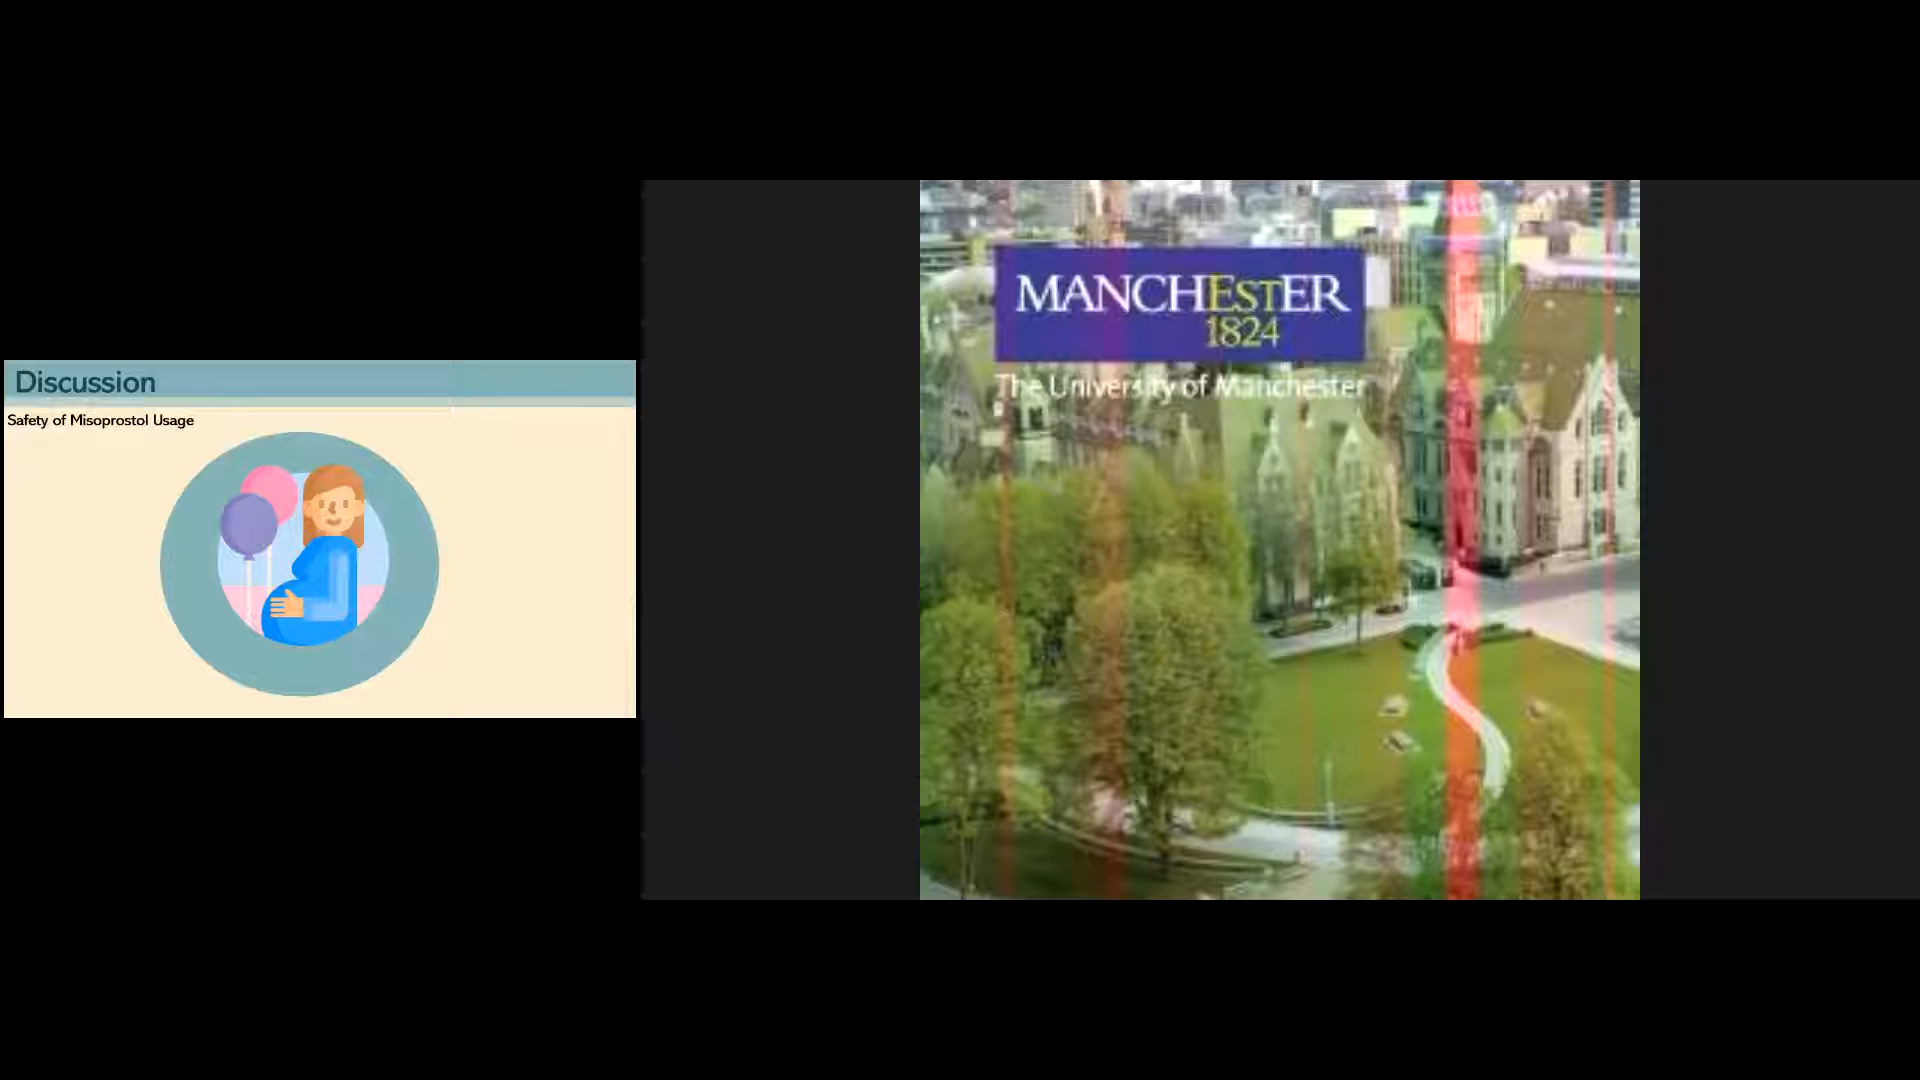 Discussion
Safety of Misoprostol Usage
MANCHESTER
1824
The University of Manchester